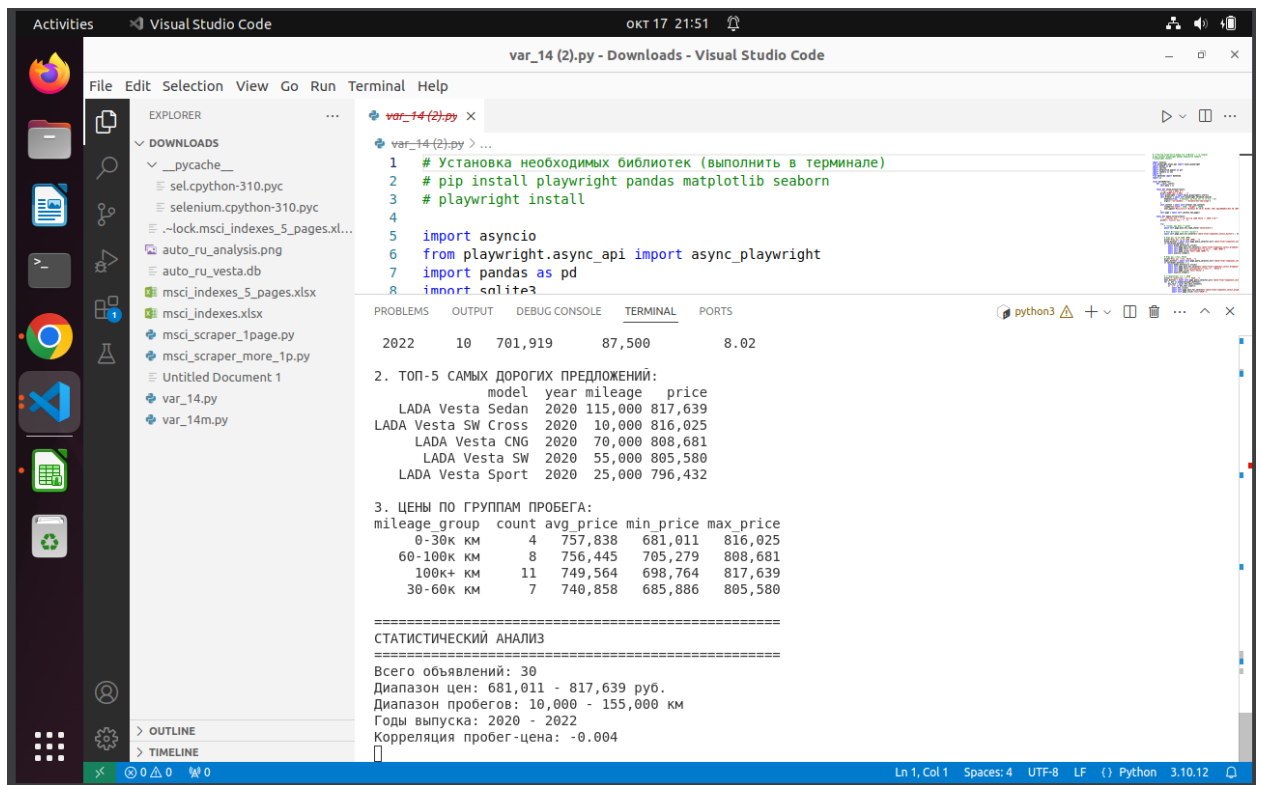 Activities
Visual Studio Code
окт 17 21:51
var_14 (2).py - Downloads - Visual Studio Code
File Edit Selection View Go Run Terminal Help
EXPLORER
DOWNLOADS
__pycache__
sel.cpython-310.pyc
selenium.cpython-310.pyc
.~lock.msci_indexes_5_pages.xl...
auto_ru_analysis.png
auto_ru_vesta.db
msci_indexes_5_pages.xlsx
msci_indexes.xlsx
msci_scraper_1page.py
msci_scraper_more_1p.py
Untitled Document 1
var_14.py
var_14m.py
OUTLINE
TIMELINE
var_14 (2).py
var_14 (2).py > ...
1 # Установка необходимых библиотек (выполнить в терминале)
2 # pip install playwright pandas matplotlib seaborn
3 # playwright install
4
5 import asyncio
6 from playwright.async_api import async_playwright
7 import pandas as pd
8 import sqlite3
PROBLEMS OUTPUT DEBUG CONSOLE TERMINAL PORTS
python3
2022 10 701,919 87,500 8.02
2. ТОП-5 САМЫХ ДОРОГИХ ПРЕДЛОЖЕНИЙ:
model year mileage price
LADA Vesta Sedan 2020 115,000 817,639
LADA Vesta SW Cross 2020 10,000 816,025
LADA Vesta CNG 2020 70,000 808,681
LADA Vesta SW 2020 55,000 805,580
LADA Vesta Sport 2020 25,000 796,432
3. ЦЕНЫ ПО ГРУППАМ ПРОБЕГА:
mileage_group count avg_price min_price max_price
0-30к км 4 757,838 681,011 816,025
60-100к км 8 756,445 705,279 808,681
100к+ км 11 749,564 698,764 817,639
30-60к км 7 740,858 685,886 805,580
==================================================
СТАТИСТИЧЕСКИЙ АНАЛИЗ
==================================================
Всего объявлений: 30
Диапазон цен: 681,011 - 817,639 руб.
Диапазон пробегов: 10,000 - 155,000 км
Годы выпуска: 2020 - 2022
Корреляция пробег-цена: -0.004
0 0 0
Ln 1, Col 1 Spaces: 4 UTF-8 LF {} Python 3.10.12